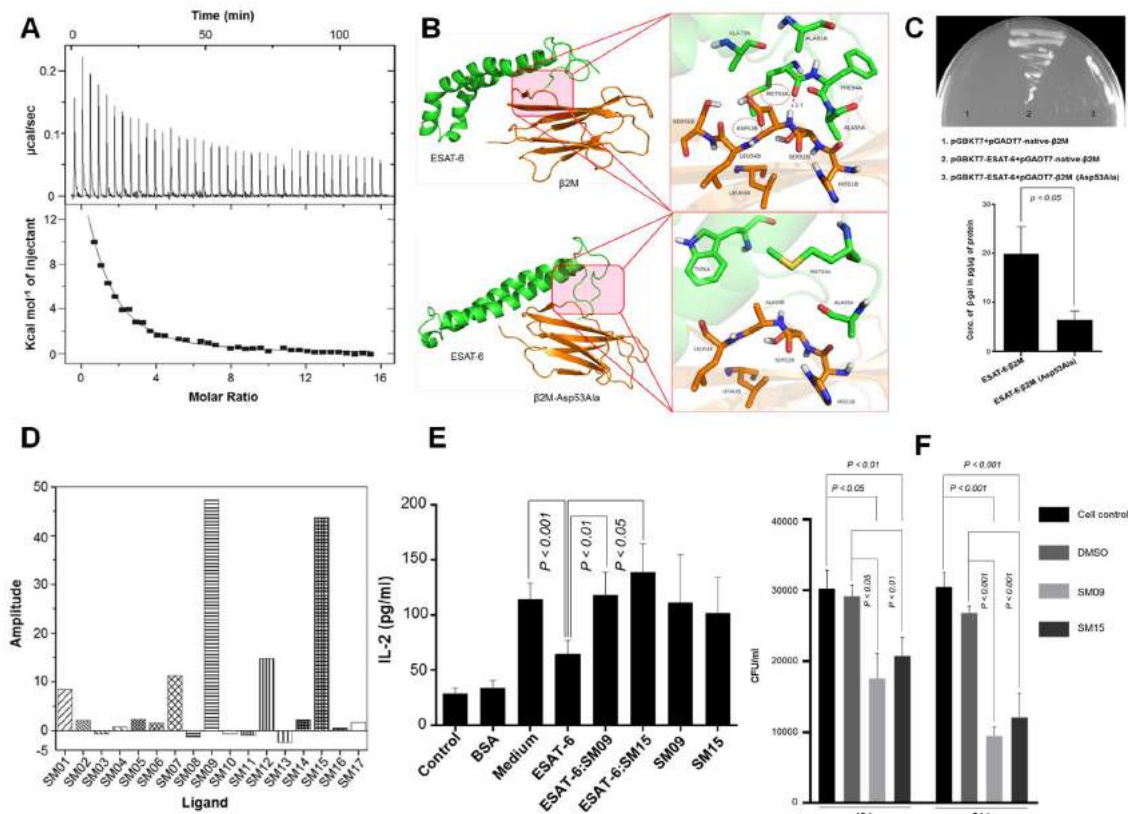 A
Time (min)
0 50 100
0.2
0.1
0
µcal/sec
12
8
4
0
Kcal mol⁻¹ of Injectant
0 4 8 12 16
Molar Ratio
B
ESAT-6
β2M
ESAT-6
β2M-Asp53Ala
C
1 2 3
1. pGBKT7+pGADT7-native-β2M
2. pGBKT7-ESAT-6+pGADT7-native-β2M
3. pGBKT7-ESAT-6+pGADT7-β2M (Asp53Ala)
p < 0.05
30
20
10
0
Conc. of β-gal in pg/µg of protein
ESAT-6:β2M
ESAT-6:β2M (Asp53Ala)
D
50
40
30
20
10
0
-5
Amplitude
SM01 SM02 SM03 SM04 SM05 SM06 SM07 SM08 SM09 SM10 SM11 SM12 SM13 SM14 SM15 SM16 SM17
Ligand
E
200
150
100
50
0
IL-2 (pg/ml)
P < 0.001
P < 0.01
P < 0.05
Control BSA Medium ESAT-6 ESAT-6:SM09 ESAT-6:SM15 SM09 SM15
F
P < 0.01
P < 0.05
P < 0.05
P < 0.01
P < 0.001
P < 0.001
P < 0.001
P < 0.001
40000
30000
20000
10000
0
CFU/ml
Cell control
DMSO
SM09
SM15